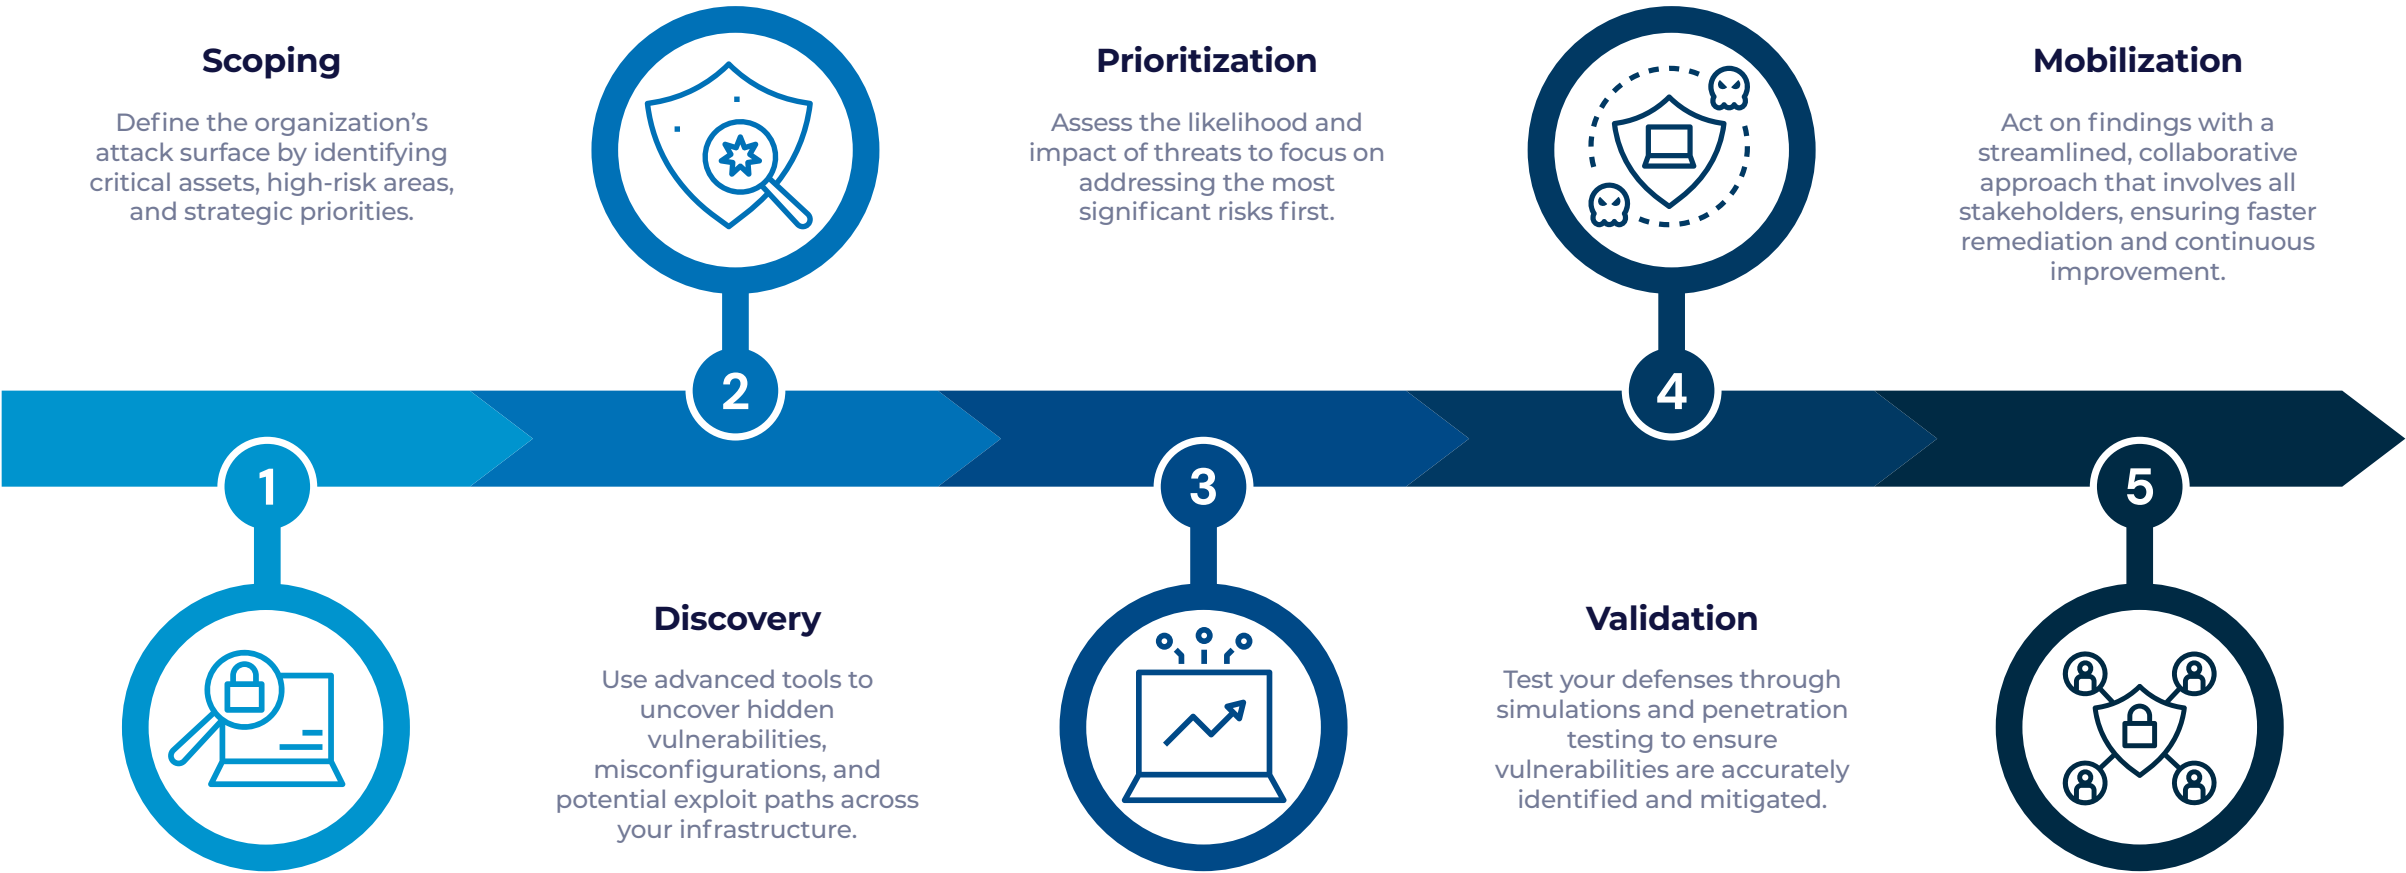 Scoping
Define the organization's
attack surface by identifying
critical assets, high-risk areas,
and strategic priorities.
1
2
Discovery
Use advanced tools to
uncover hidden
vulnerabilities,
misconfigurations, and
potential exploit paths across
your infrastructure.
Prioritization
Assess the likelihood and
impact of threats to focus on
addressing the most
significant risks first.
3
4
Validation
Test your defenses through
simulations and penetration
testing to ensure
vulnerabilities are accurately
identified and mitigated.
Mobilization
Act on findings with a
streamlined, collaborative
approach that involves all
stakeholders, ensuring faster
remediation and continuous
improvement.
5